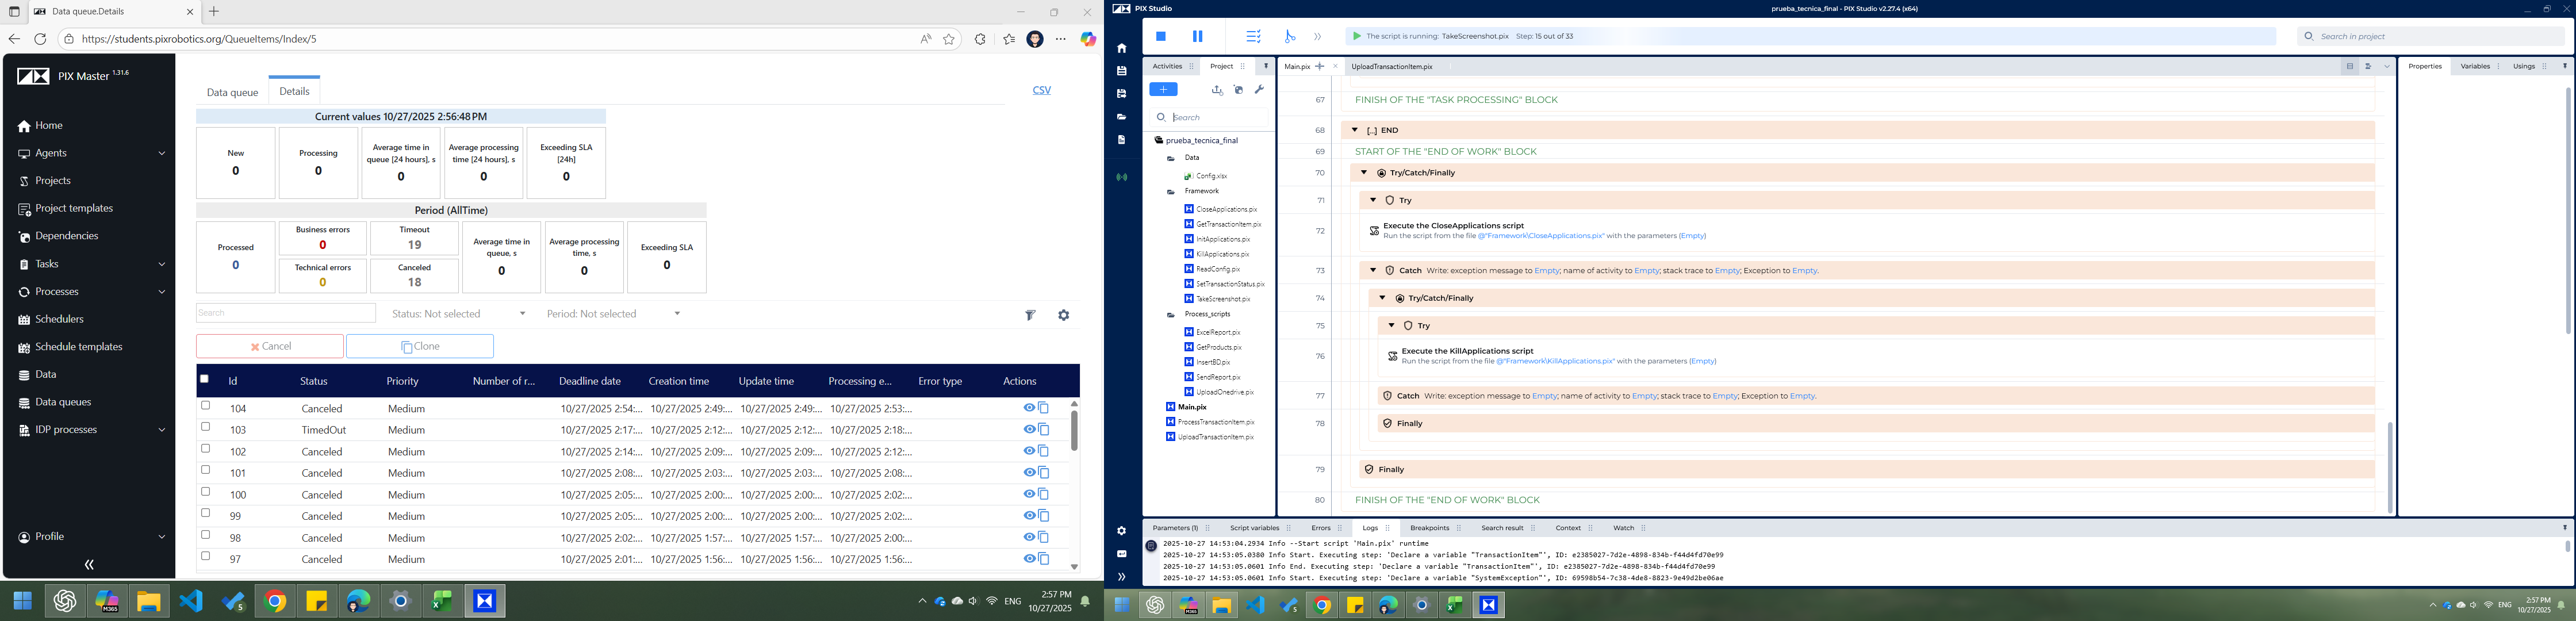 Data queue.Details
https://students.pixrobotics.org/QueueItems/Index/5
PIX Master 1.31.6
Home
Agents
Projects
Project templates
Dependencies
Tasks
Processes
Schedulers
Schedule templates
Data
Data queues
IDP processes
Profile
Data queue
Details
CSV
Current values 10/27/2025 2:56:48 PM
New
0
Processing
0
Average time in queue [24 hours], s
0
Average processing time [24 hours], s
0
Exceeding SLA [24h]
0
Period (AllTime)
Processed
0
Business errors
0
Technical errors
0
Timeout
19
Canceled
18
Average time in queue, s
0
Average processing time, s
0
Exceeding SLA
0
Search
Status: Not selected
Period: Not selected
Cancel
Clone
Id Status Priority Number of r... Deadline date Creation time Update time Processing e... Error type Actions
104 Canceled Medium 10/27/2025 2:54:... 10/27/2025 2:49:... 10/27/2025 2:49:... 10/27/2025 2:53:...
103 TimedOut Medium 10/27/2025 2:17:... 10/27/2025 2:12:... 10/27/2025 2:12:... 10/27/2025 2:18:...
102 Canceled Medium 10/27/2025 2:14:... 10/27/2025 2:09:... 10/27/2025 2:09:... 10/27/2025 2:12:...
101 Canceled Medium 10/27/2025 2:08:... 10/27/2025 2:03:... 10/27/2025 2:03:... 10/27/2025 2:08:...
100 Canceled Medium 10/27/2025 2:05:... 10/27/2025 2:00:... 10/27/2025 2:00:... 10/27/2025 2:02:...
99 Canceled Medium 10/27/2025 2:05:... 10/27/2025 2:00:... 10/27/2025 2:00:... 10/27/2025 2:02:...
98 Canceled Medium 10/27/2025 2:02:... 10/27/2025 1:57:... 10/27/2025 1:57:... 10/27/2025 2:00:...
97 Canceled Medium 10/27/2025 2:01:... 10/27/2025 1:56:... 10/27/2025 1:56:... 10/27/2025 1:56:...
M365
5
ENG
2:57 PM
10/27/2025
PIX Studio
prueba_tecnica_final - PIX Studio v2.27.4 (x64)
The script is running: TakeScreenshot.pix Step: 15 out of 33
Search in project
Activities
Project
Search
prueba_tecnica_final
Data
Config.xlsx
Framework
CloseApplications.pix
GetTransactionItem.pix
InitApplications.pix
KillApplications.pix
ReadConfig.pix
SetTransactionStatus.pix
TakeScreenshot.pix
Process_scripts
ExcelReport.pix
GetProducts.pix
InsertBD.pix
SendReport.pix
UploadOnedrive.pix
Main.pix
ProcessTransactionItem.pix
UploadTransactionItem.pix
Main.pix
UploadTransactionItem.pix
67 FINISH OF THE "TASK PROCESSING" BLOCK
68 [...] END
69 START OF THE "END OF WORK" BLOCK
70 Try/Catch/Finally
71 Try
72 Execute the CloseApplications script
Run the script from the file @"Framework\CloseApplications.pix" with the parameters (Empty)
73 Catch Write: exception message to Empty; name of activity to Empty; stack trace to Empty; Exception to Empty.
74 Try/Catch/Finally
75 Try
76 Execute the KillApplications script
Run the script from the file @"Framework\KillApplications.pix" with the parameters (Empty)
77 Catch Write: exception message to Empty; name of activity to Empty; stack trace to Empty; Exception to Empty.
78 Finally
79 Finally
80 FINISH OF THE "END OF WORK" BLOCK
Properties
Variables
Usings
Parameters (1) Script variables Errors Logs Breakpoints Search result Context Watch
2025-10-27 14:53:04.2934 Info --Start script 'Main.pix' runtime
2025-10-27 14:53:05.0380 Info Start. Executing step: 'Declare a variable "TransactionItem"', ID: e2385027-7d2e-4898-834b-f44d4fd70e99
2025-10-27 14:53:05.0601 Info End. Executing step: 'Declare a variable "TransactionItem"', ID: e2385027-7d2e-4898-834b-f44d4fd70e99
2025-10-27 14:53:05.0601 Info Start. Executing step: 'Declare a variable "SystemException"', ID: 69598b54-7c38-4de8-8823-9e49d2be06ae
M365
5
ENG
2:57 PM
10/27/2025